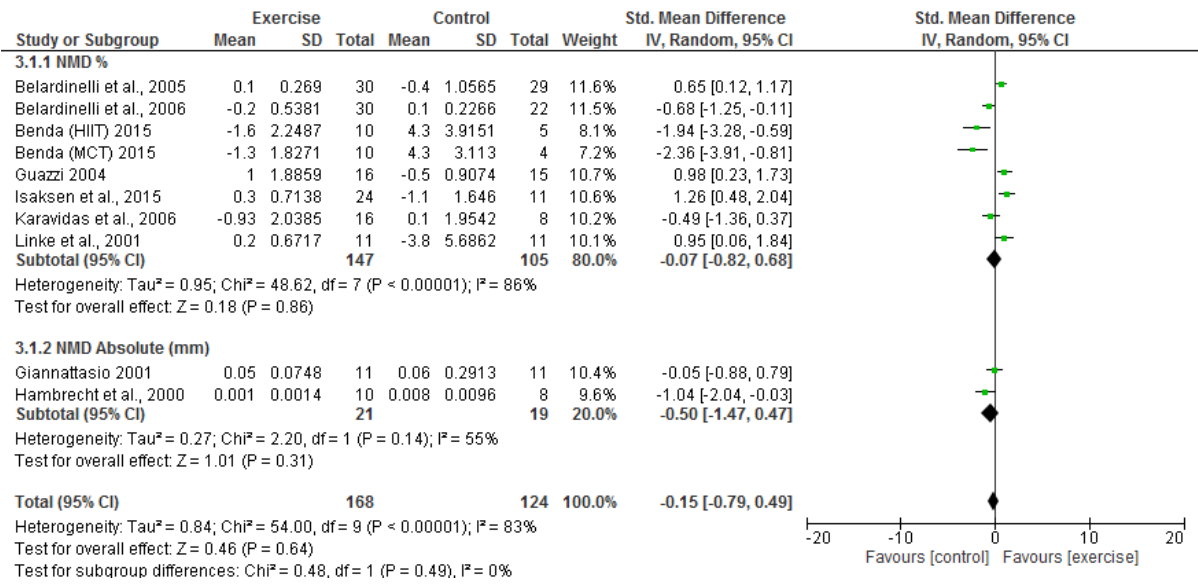 Exercise Control Std. Mean Difference Std. Mean Difference
Study or Subgroup Mean SD Total Mean SD Total Weight IV, Random, 95% CI IV, Random, 95% CI
3.1.1 NMD %
Belardinelli et al., 2005 0.1 0.269 30 -0.4 1.0565 29 11.6% 0.65 [0.12, 1.17]
Belardinelli et al., 2006 -0.2 0.5381 30 0.1 0.2266 22 11.5% -0.68 [-1.25, -0.11]
Benda (HIIT) 2015 -1.6 2.2487 10 4.3 3.9151 5 8.1% -1.94 [-3.28, -0.59]
Benda (MCT) 2015 -1.3 1.8271 10 4.3 3.113 4 7.2% -2.36 [-3.91, -0.81]
Guazzi 2004 1 1.8859 16 -0.5 0.9074 15 10.7% 0.98 [0.23, 1.73]
Isaksen et al., 2015 0.3 0.7138 24 -1.1 1.646 11 10.6% 1.26 [0.48, 2.04]
Karavidas et al., 2006 -0.93 2.0385 16 0.1 1.9542 8 10.2% -0.49 [-1.36, 0.37]
Linke et al., 2001 0.2 0.6717 11 -3.8 5.6862 11 10.1% 0.95 [0.06, 1.84]
Subtotal (95% CI) 147 105 80.0% -0.07 [-0.82, 0.68]
Heterogeneity: Tau² = 0.95; Chi² = 48.62, df = 7 (P < 0.00001); I² = 86%
Test for overall effect: Z = 0.18 (P = 0.86)
3.1.2 NMD Absolute (mm)
Giannattasio 2001 0.05 0.0748 11 0.06 0.2913 11 10.4% -0.05 [-0.88, 0.79]
Hambrecht et al., 2000 0.001 0.0014 10 0.008 0.0096 8 9.6% -1.04 [-2.04, -0.03]
Subtotal (95% CI) 21 19 20.0% -0.50 [-1.47, 0.47]
Heterogeneity: Tau² = 0.27; Chi² = 2.20, df = 1 (P = 0.14); I² = 55%
Test for overall effect: Z = 1.01 (P = 0.31)
Total (95% CI) 168 124 100.0% -0.15 [-0.79, 0.49]
Heterogeneity: Tau² = 0.84; Chi² = 54.00, df = 9 (P < 0.00001); I² = 83%
Test for overall effect: Z = 0.46 (P = 0.64)
Test for subgroup differences: Chi² = 0.48, df = 1 (P = 0.49), I² = 0%
-20 -10 0 10 20
Favours [control] Favours [exercise]